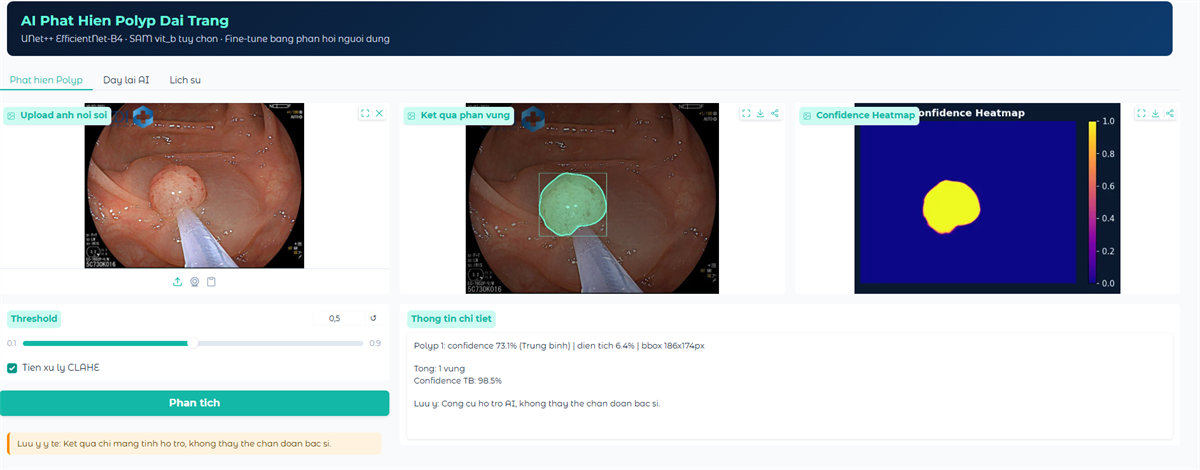 AI Phat Hien Polyp Dai Trang
UNet++ EfficientNet-B4 · SAM vit_b tuy chon · Fine-tune bang phan hoi nguoi dung
Phat hien Polyp
Day lai AI
Lich su
Upload anh noi soi
SC730K016
Ket qua phan vung
SC730K016
Confidence Heatmap
Confidence Heatmap
1.0
0.8
0.6
0.4
0.2
0.0
Threshold
0,5
0.1
0.9
Tien xu ly CLAHE
Phan tich
Luu y y te: Ket qua chi mang tinh ho tro, khong thay the chan doan bac si.
Thong tin chi tiet
Polyp 1: confidence 73.1% (Trung binh) | dien tich 6.4% | bbox 186x174px
Tong: 1 vung
Confidence TB: 98.5%
Luu y: Cong cu ho tro AI, khong thay the chan doan bac si.